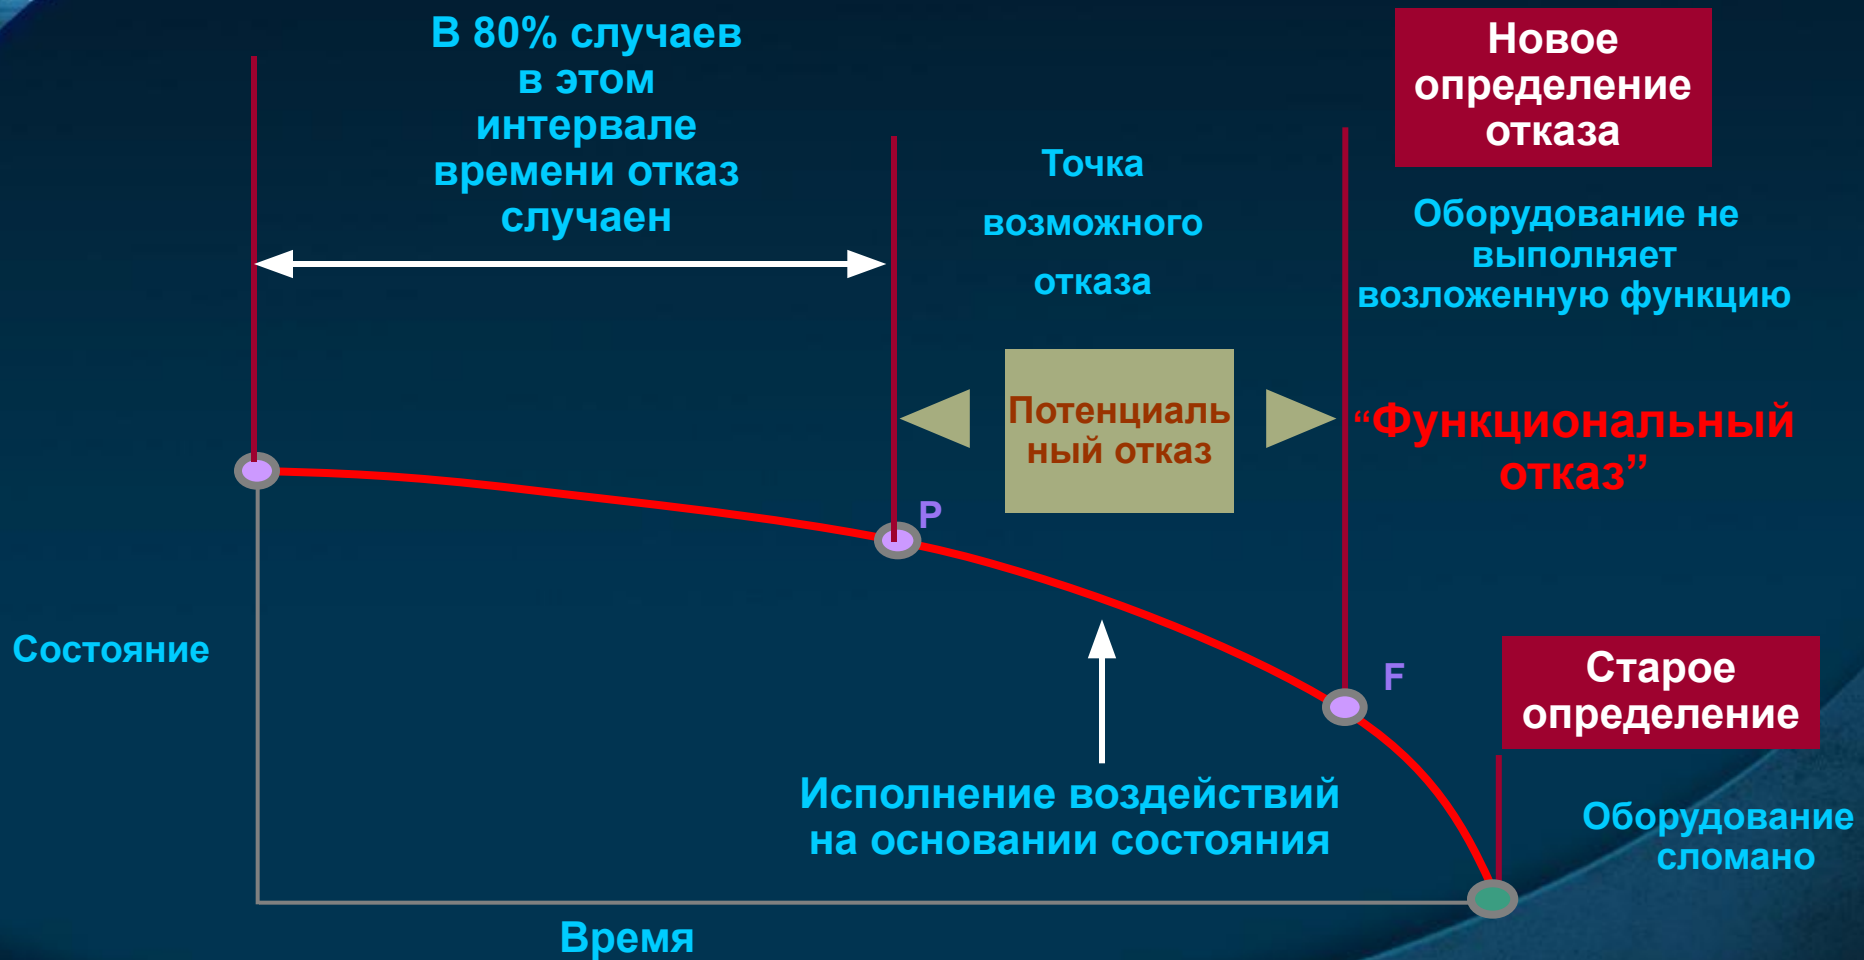 В 80% случаев
в этом
интервале
времени отказ
случаен
Точка
возможного
отказа
Новое
определение
отказа
Оборудование не
выполняет
возложенную функцию
Потенциаль
ный отказ
“Функциональный
отказ”
P
F
Состояние
Старое
определение
Исполнение воздействий
на основании состояния
Оборудование
сломано
Время